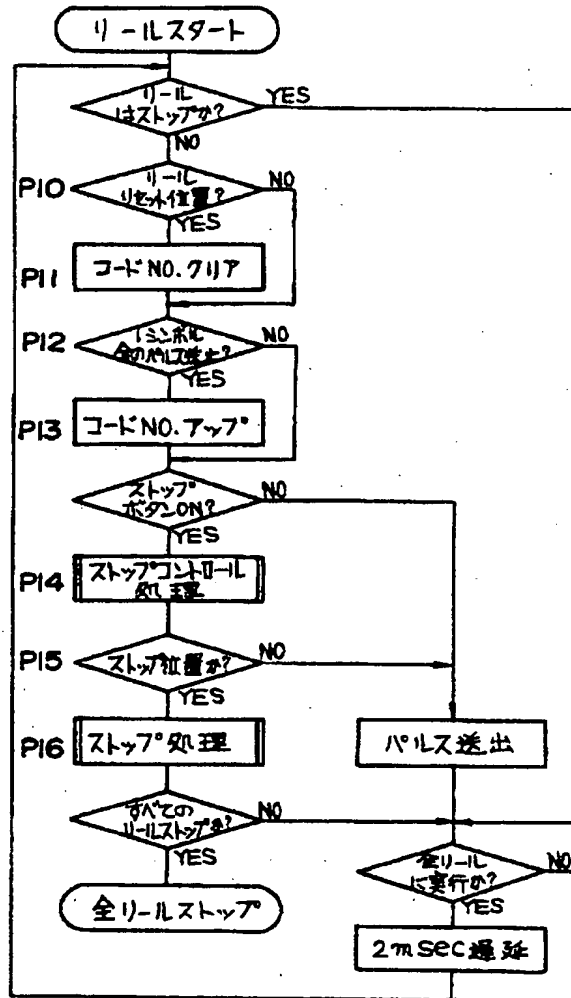 リールスタート
リール
はストップか?
YES
NO
P10
リール
リセット位置?
NO
YES
P11
コードNO.クリア
P12
1シンボル
全のパルス送出?
NO
YES
P13
コードNO.アップ
ストップ
ボタンON?
NO
YES
P14
ストップコントロール
処理
P15
ストップ位置か?
NO
YES
P16
ストップ処理
パルス送出
すべての
リールストップか?
NO
YES
全リールストップ
全リール
に実行か?
NO
YES
2msec遅延